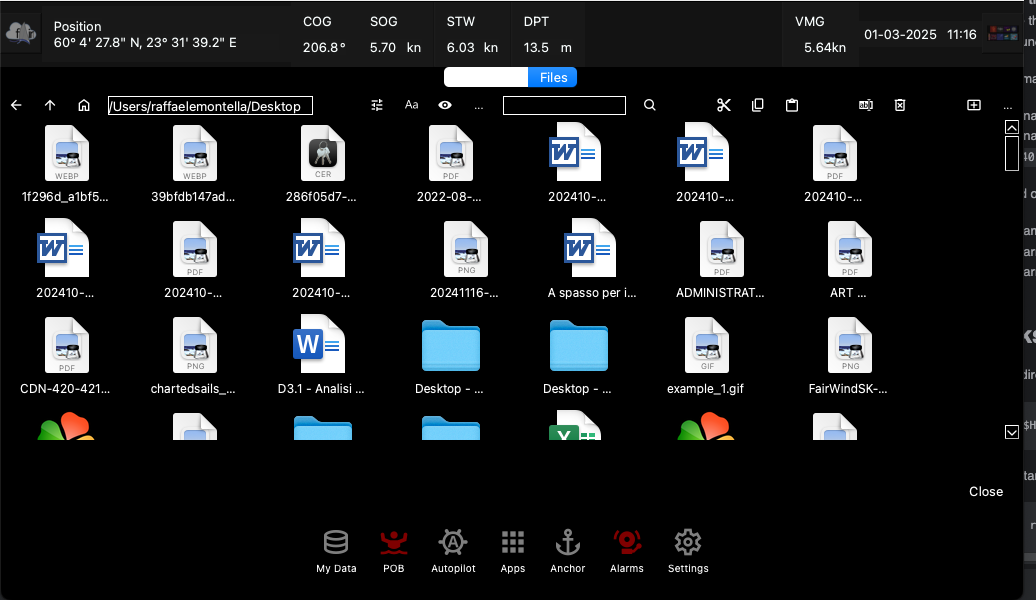 Position
60° 4' 27.8" N, 23° 31' 39.2" E
COG
206.8°
SOG
5.70 kn
STW
6.03 kn
DPT
13.5 m
VMG
5.64kn
01-03-2025 11:16
Files
/Users/raffaelemontella/Desktop
Aa
...
...
WEBP
WEBP
CER
PDF
PDF
1f296d_a1bf5...
39bfdb147ad...
286f05d7-...
2022-08-...
202410-...
202410-...
202410-...
PDF
PNG
PDF
PDF
202410-...
202410-...
202410-...
20241116-...
A spasso per i...
ADMINISTRAT...
ART ...
PDF
PNG
GIF
PNG
CDN-420-421...
chartedsails_...
D3.1 - Analisi ...
Desktop - ...
Desktop - ...
example_1.gif
FairWindSK-...
Close
My Data
POB
Autopilot
Apps
Anchor
Alarms
Settings